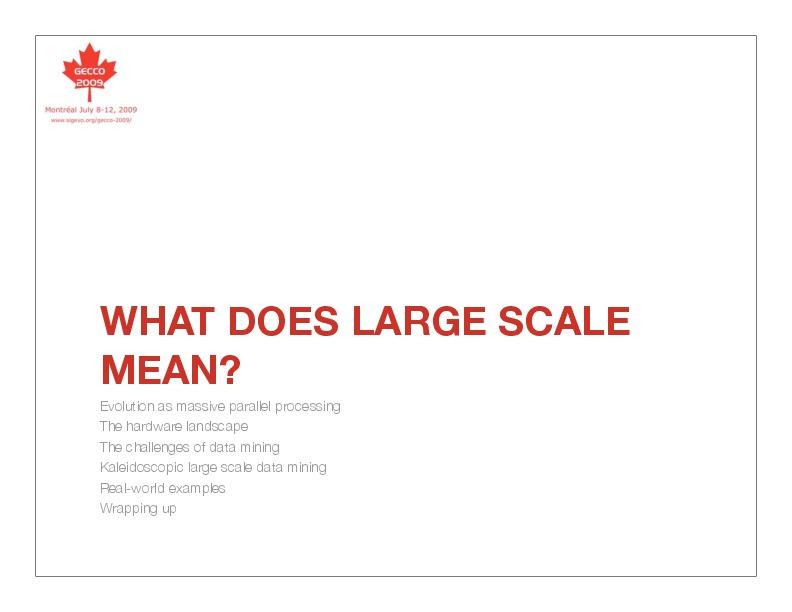 GECCO
2009
Montréal July 8-12, 2009
www.sigevo.org/gecco-2009/
WHAT DOES LARGE SCALE
MEAN?
Evolution as massive parallel processing
The hardware landscape
The challenges of data mining
Kaleidoscopic large scale data mining
Real-world examples
Wrapping up